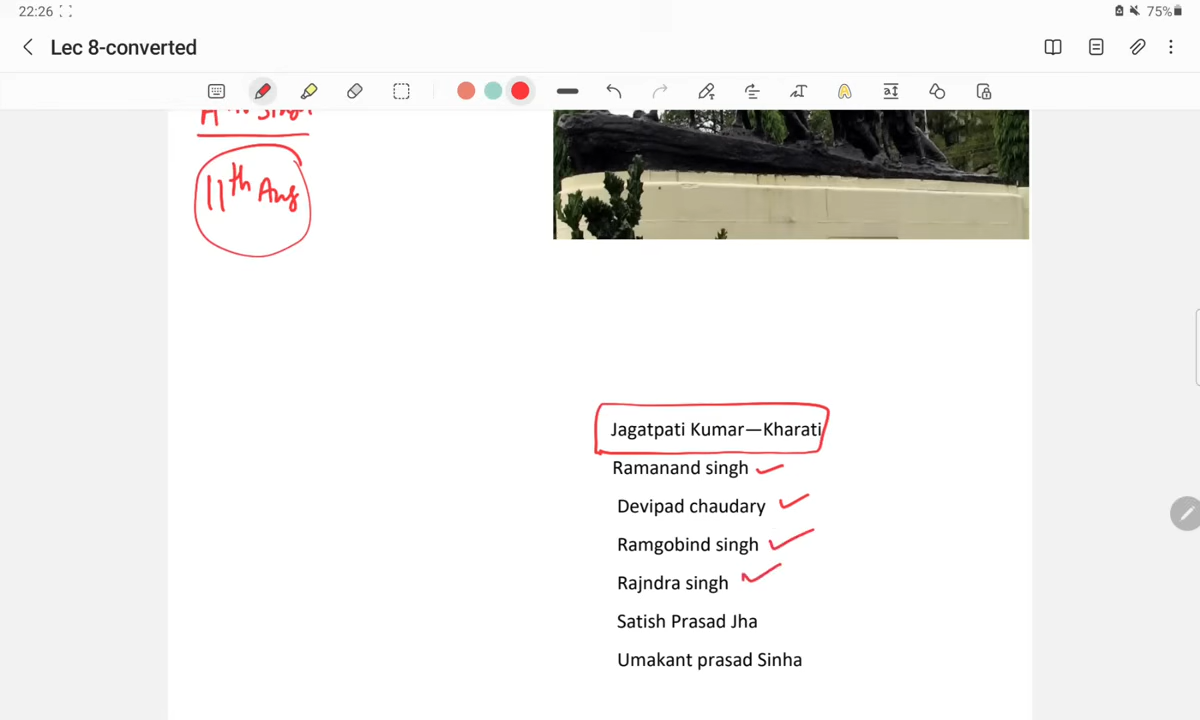 22:26
75%
Lec 8-converted
11th Aug
Jagatpati Kumar—Kharati
Ramanand singh
Devipad chaudary
Ramgobind singh
Rajndra singh
Satish Prasad Jha
Umakant prasad Sinha